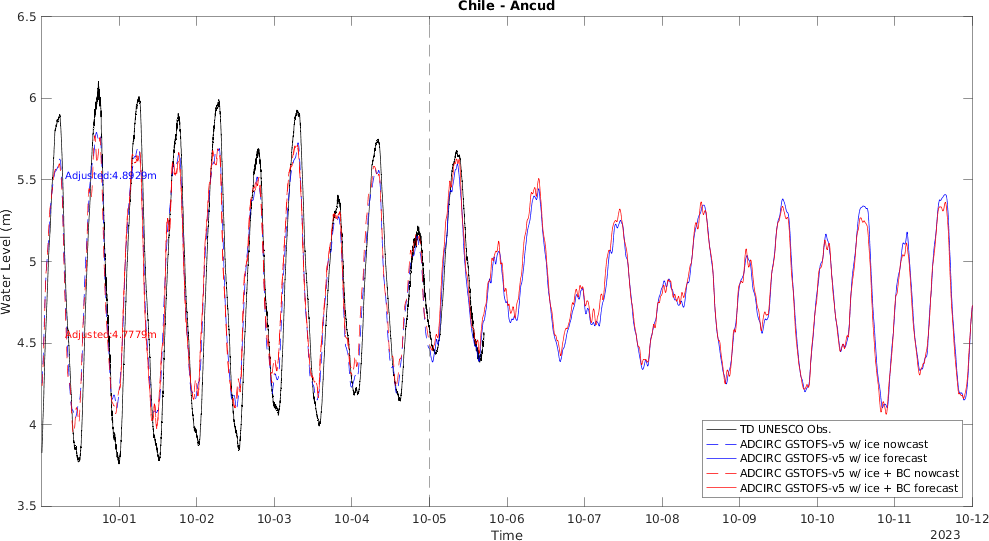 Chile - Ancud
6.5
6
5.5
5
4.5
4
3.5
Water Level (m)
Adjusted:4.8929m
Adjusted:4.7779m
TD UNESCO Obs.
ADCIRC GSTOFS-v5 w/ ice nowcast
ADCIRC GSTOFS-v5 w/ ice forecast
ADCIRC GSTOFS-v5 w/ ice + BC nowcast
ADCIRC GSTOFS-v5 w/ ice + BC forecast
10-01 10-02 10-03 10-04 10-05 10-06 10-07 10-08 10-09 10-10 10-11 10-12
Time
2023